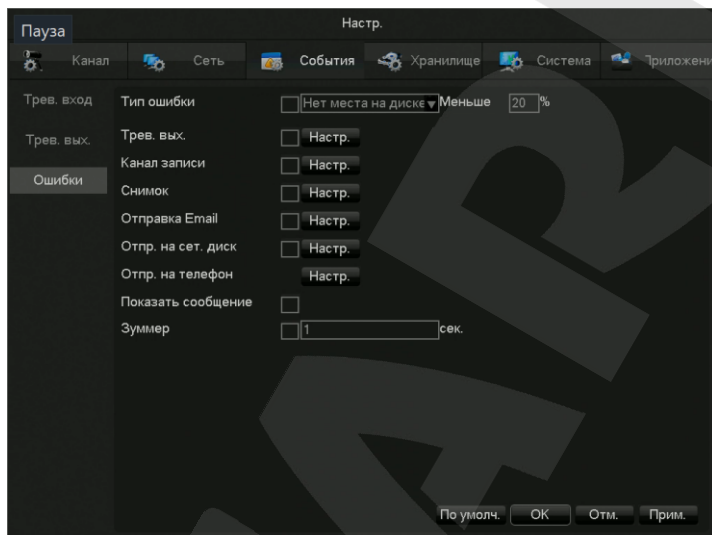 Настр.
Пауза
Канал Сеть События Хранилище Система Приложени
Трев. вход
Трев. вых.
Ошибки
Тип ошибки Нет места на диске Меньше 20 %
Трев. вых. Настр.
Канал записи Настр.
Снимок Настр.
Отправка Email Настр.
Отпр. на сет. диск Настр.
Отпр. на телефон Настр.
Показать сообщение
Зуммер 1 сек.
По умолч. OK Отм. Прим.